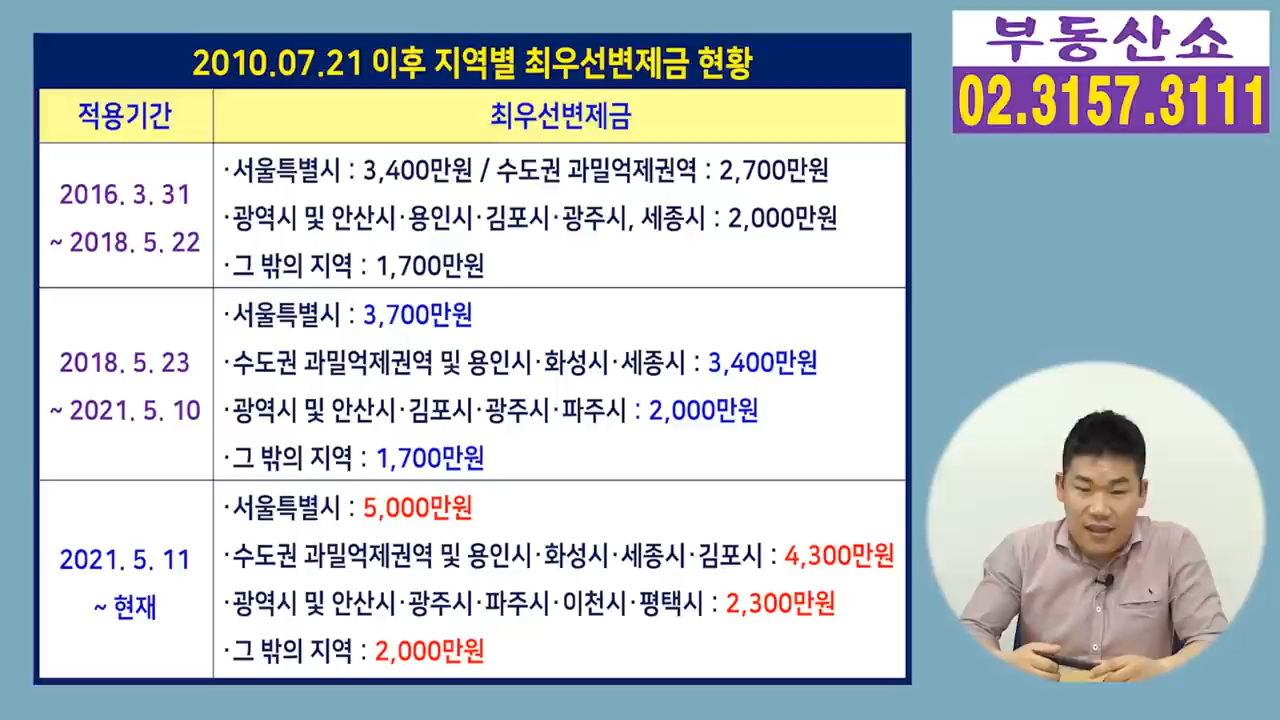 부동산쇼
02.3157.3111
2010.07.21 이후 지역별 최우선변제금 현황
적용기간 최우선변제금
2016. 3. 31
~ 2018. 5. 22
·서울특별시 : 3,400만원 / 수도권 과밀억제권역 : 2,700만원
·광역시 및 안산시·용인시·김포시·광주시, 세종시 : 2,000만원
·그 밖의 지역 : 1,700만원
2018. 5. 23
~ 2021. 5. 10
·서울특별시 : 3,700만원
·수도권 과밀억제권역 및 용인시·화성시·세종시 : 3,400만원
·광역시 및 안산시·김포시·광주시·파주시 : 2,000만원
·그 밖의 지역 : 1,700만원
2021. 5. 11
~ 현재
·서울특별시 : 5,000만원
·수도권 과밀억제권역 및 용인시·화성시·세종시·김포시 : 4,300만원
·광역시 및 안산시·광주시·파주시·이천시·평택시 : 2,300만원
·그 밖의 지역 : 2,000만원